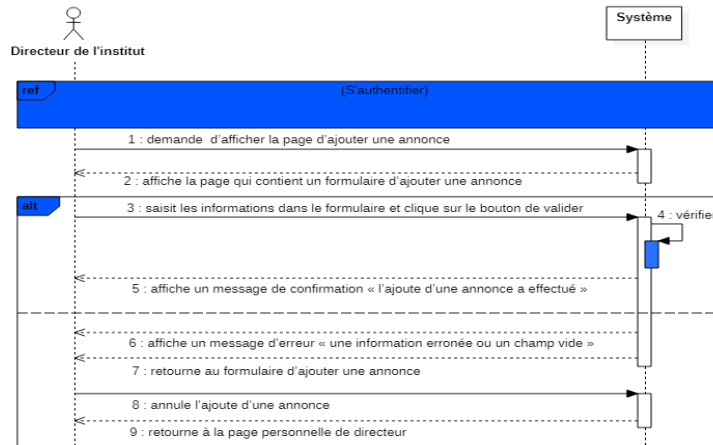 Système
Directeur de l'institut
ref
(S'authentifier)
1 : demande d'afficher la page d'ajouter une annonce
2 : affiche la page qui contient un formulaire d'ajouter une annonce
alt
3 : saisit les informations dans le formulaire et clique sur le bouton de valider
4 : vérifier
5 : affiche un message de confirmation « l'ajoute d'une annonce a effectué »
6 : affiche un message d'erreur « une information erronée ou un champ vide »
7 : retourne au formulaire d'ajouter une annonce
8 : annule l'ajoute d'une annonce
9 : retourne à la page personnelle de directeur